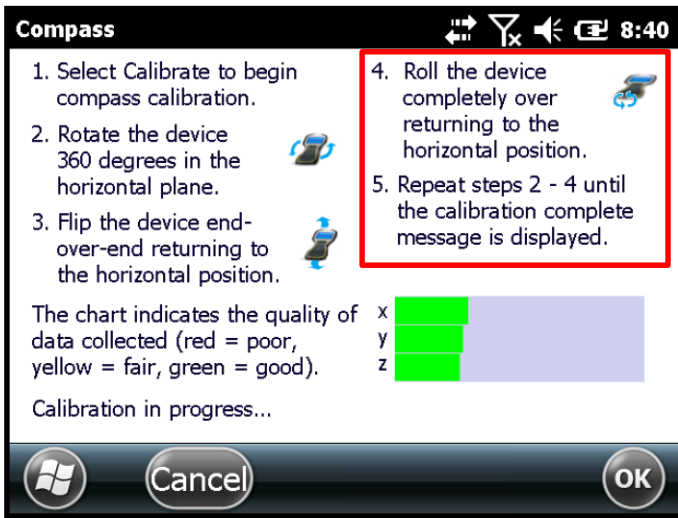 Compass
8:40
1. Select Calibrate to begin
compass calibration.
2. Rotate the device
360 degrees in the
horizontal plane.
3. Flip the device end-
over-end returning to
the horizontal position.
4. Roll the device
completely over
returning to the
horizontal position.
5. Repeat steps 2 - 4 until
the calibration complete
message is displayed.
The chart indicates the quality of
data collected (red = poor,
yellow = fair, green = good).
x
y
z
Calibration in progress...
Cancel
OK